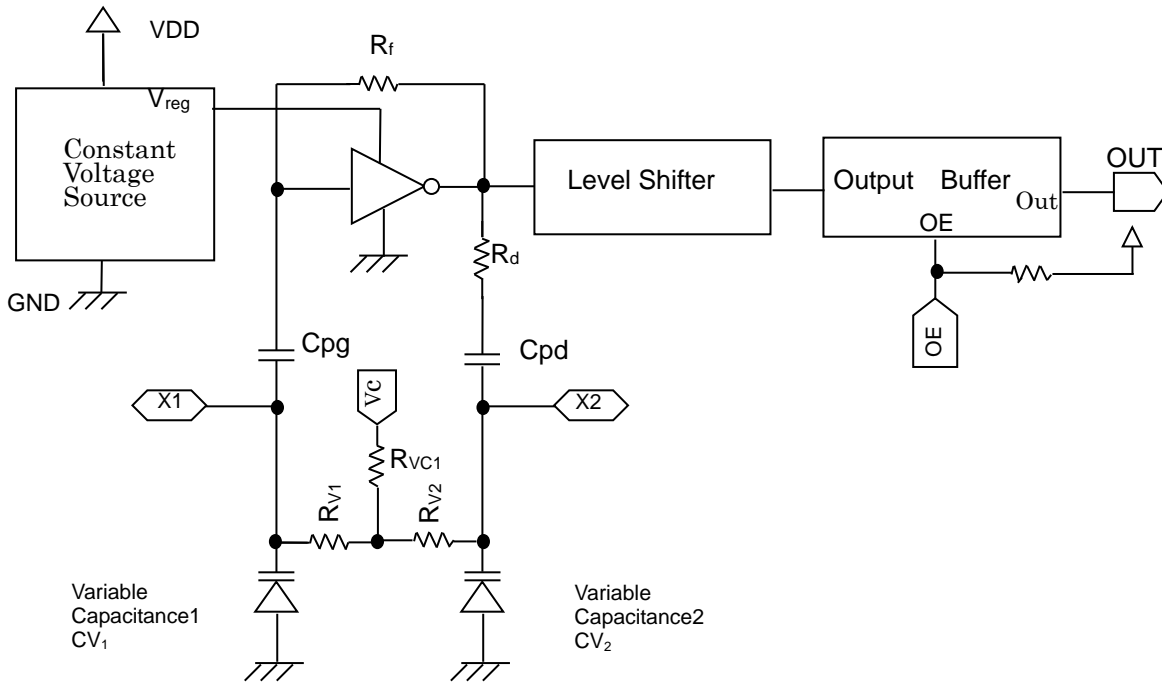 VDD
Rf
Vreg
Constant
Voltage
Source
Level Shifter
Output Buffer
Out
OE
OUT
Rd
GND
OE
Cpg
Cpd
Vc
X1
X2
RVC1
RV1
RV2
Variable
Capacitance1
CV1
Variable
Capacitance2
CV2